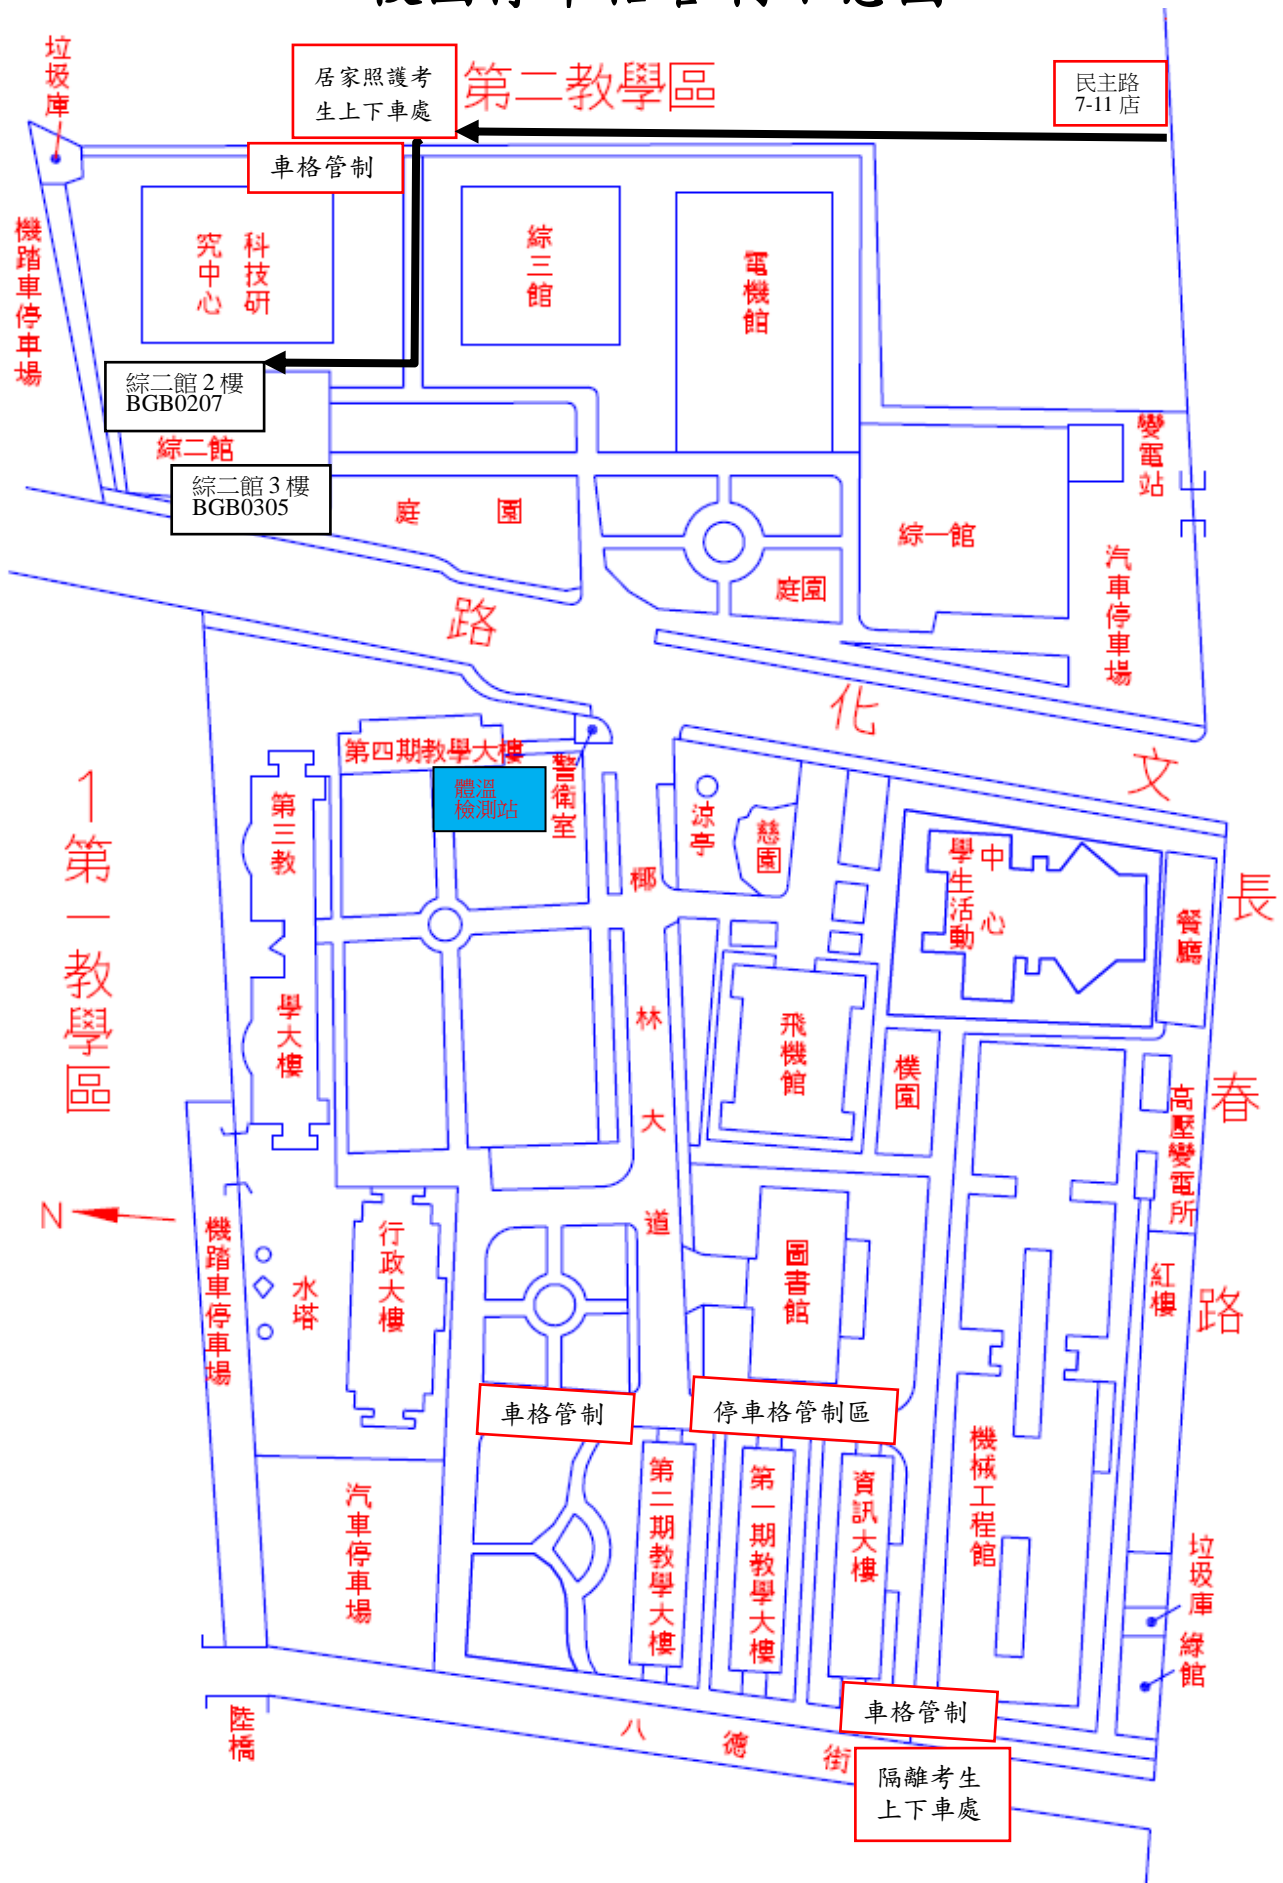 校園停車格管制示意圖
垃圾庫
居家照護考
生上下車處
第二教學區
民主路
7-11 店
車格管制
機踏車停車場
科技研
究中心
綜三館
電機館
綜二館 2 樓
BGB0207
綜二館
綜二館 3 樓
BGB0305
庭園
庭園
綜一館
變電站
汽車停車場
路
化
文
第四期教學大樓
體溫
檢測站
警衛室
第三教
學大樓
1第一教學區
涼亭
慈園
學生活動
中心
餐廳
長
春
路
椰
林
大
道
飛機館
樸園
高壓變電所
紅樓
N
機踏車停車場
水塔
行政大樓
圖書館
車格管制
停車格管制區
汽車停車場
第二期教學大樓
第一期教學大樓
資訊大樓
機械工程館
垃圾庫
綠館
陸橋
八德街
車格管制
隔離考生
上下車處